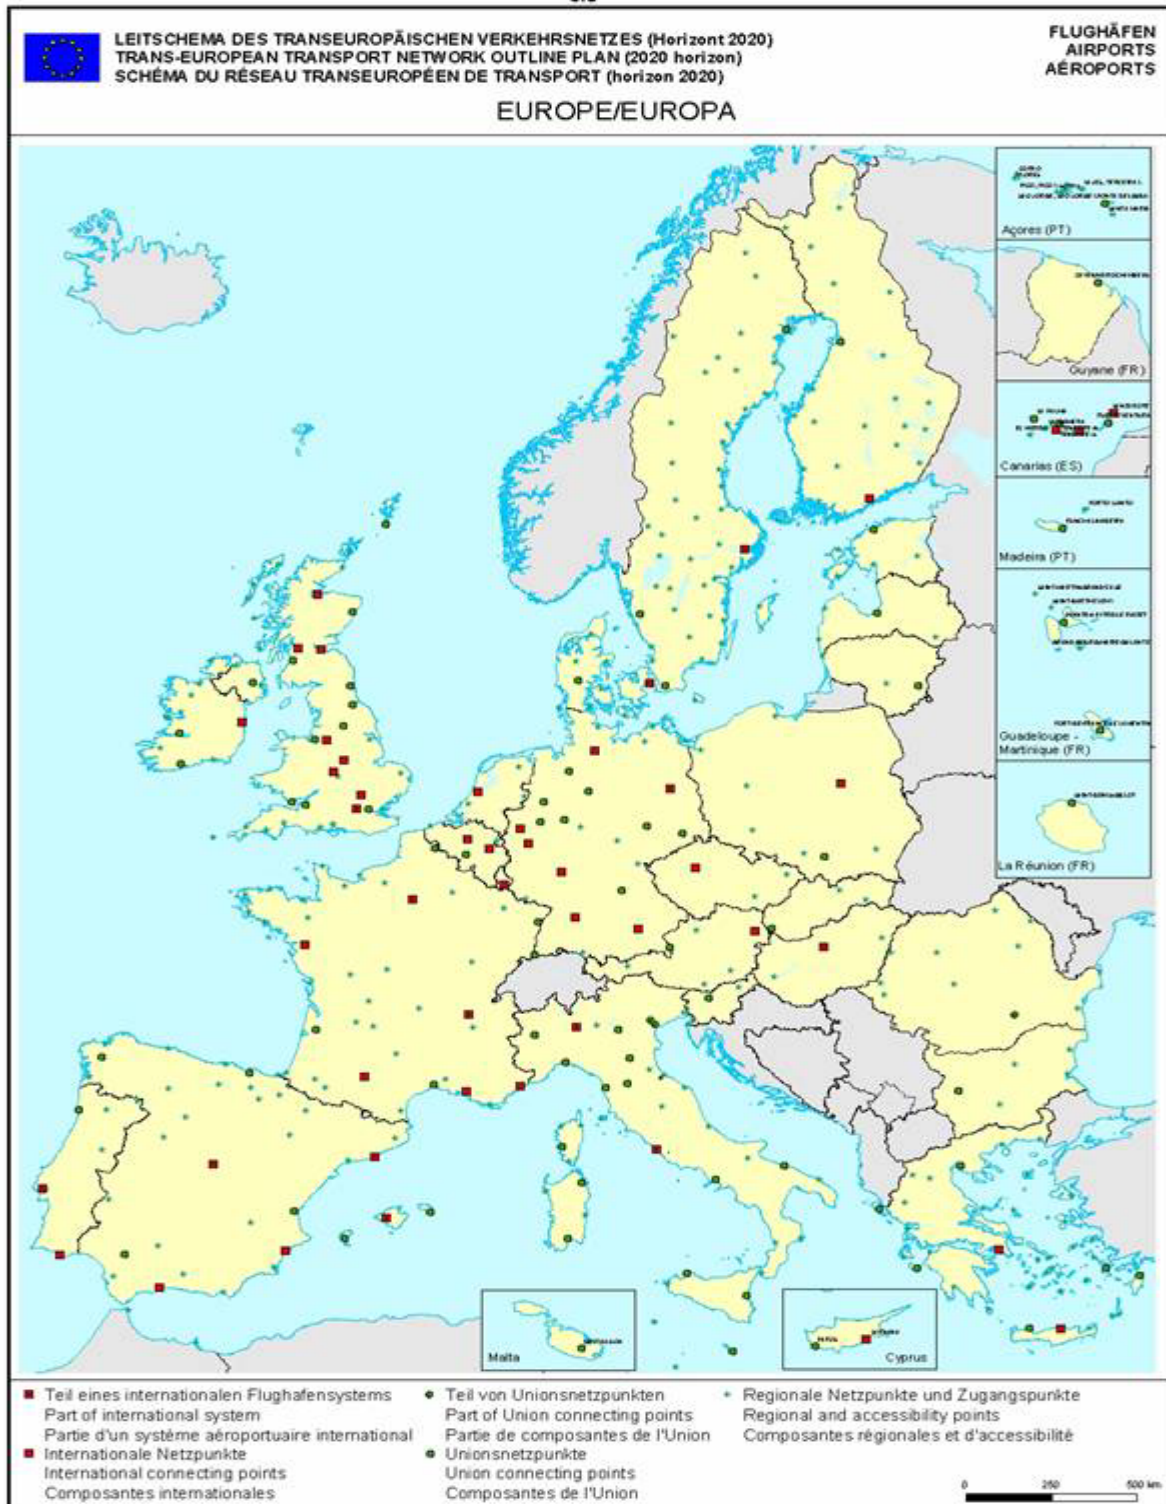 LEITSCHEMA DES TRANSEUROPÄISCHEN VERKEHRSNETZES (Horizont 2020)
TRANS-EUROPEAN TRANSPORT NETWORK OUTLINE PLAN (2020 horizon)
SCHÉMA DU RÉSEAU TRANSEUROPÉEN DE TRANSPORT (horizon 2020)
FLUGHÄFEN
AIRPORTS
AÉROPORTS
EUROPE/EUROPA
Açores (PT)
Guyane (FR)
Canarias (ES)
Madeira (PT)
Guadeloupe -
Martinique (FR)
La Réunion (FR)
Malta
Cyprus
Teil eines internationalen Flughafensystems
Part of international system
Partie d'un système aéroportuaire international
Internationale Netzpunkte
International connecting points
Composantes internationales
Teil von Unionsnetzpunkten
Part of Union connecting points
Partie de composantes de l'Union
Unionsnetzpunkte
Union connecting points
Composantes de l'Union
Regionale Netzpunkte und Zugangspunkte
Regional and accessibility points
Composantes régionales et d'accessibilité
0 250 500 km